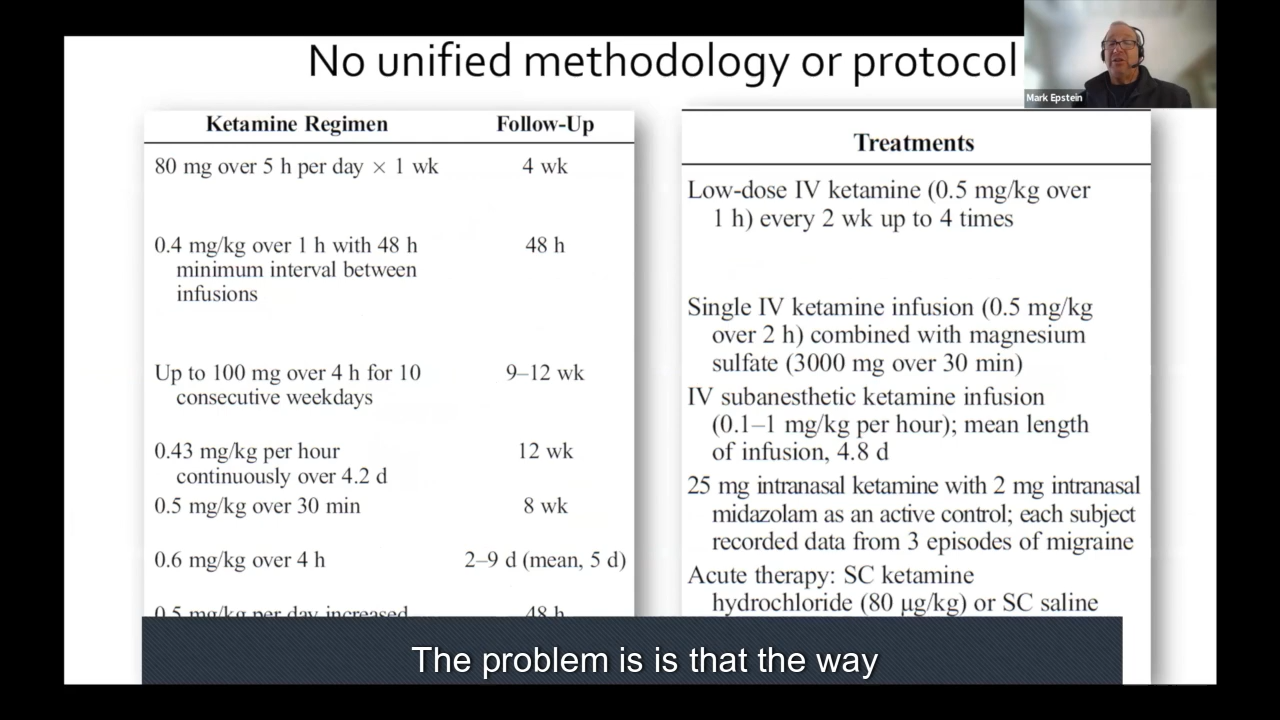 No unified methodology or protocol
Mark Epstein
Ketamine Regimen Follow-Up
80 mg over 5 h per day × 1 wk 4 wk
0.4 mg/kg over 1 h with 48 h 48 h
minimum interval between
infusions
Up to 100 mg over 4 h for 10 9–12 wk
consecutive weekdays
0.43 mg/kg per hour 12 wk
continuously over 4.2 d
0.5 mg/kg over 30 min 8 wk
0.6 mg/kg over 4 h 2–9 d (mean, 5 d)
0.5 mg/kg per day increased 48 h
Treatments
Low-dose IV ketamine (0.5 mg/kg over
1 h) every 2 wk up to 4 times
Single IV ketamine infusion (0.5 mg/kg
over 2 h) combined with magnesium
sulfate (3000 mg over 30 min)
IV subanesthetic ketamine infusion
(0.1–1 mg/kg per hour); mean length
of infusion, 4.8 d
25 mg intranasal ketamine with 2 mg intranasal
midazolam as an active control; each subject
recorded data from 3 episodes of migraine
Acute therapy: SC ketamine
hydrochloride (80 μg/kg) or SC saline
The problem is is that the way